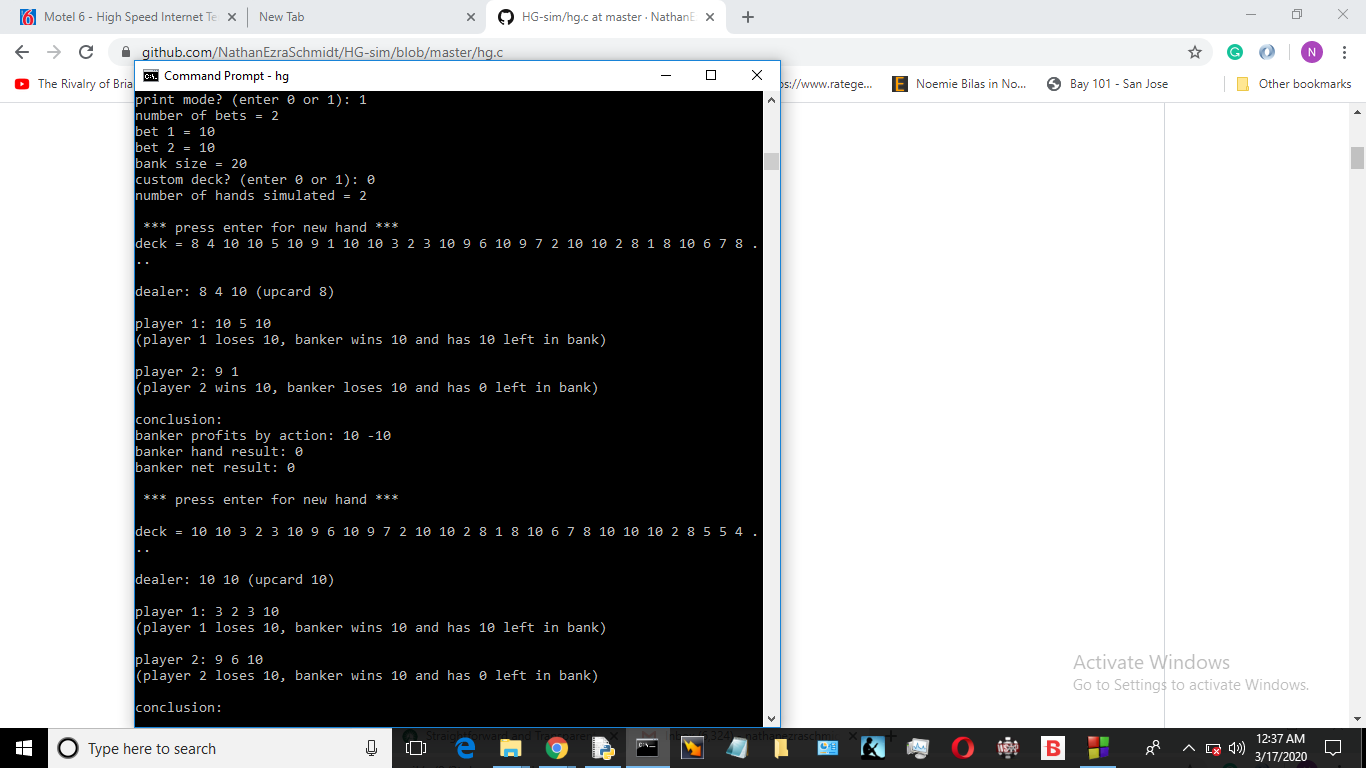 Motel 6 - High Speed Internet Te
New Tab
HG-sim/hg.c at master · NathanE
github.com/NathanEzraSchmidt/HG-sim/blob/master/hg.c
N
The Rivalry of Bria
ps://www.ratege...
Noemie Bilas in No...
Bay 101 - San Jose
Other bookmarks
Command Prompt - hg
print mode? (enter 0 or 1): 1
number of bets = 2
bet 1 = 10
bet 2 = 10
bank size = 20
custom deck? (enter 0 or 1): 0
number of hands simulated = 2
*** press enter for new hand ***
deck = 8 4 10 10 5 10 9 1 10 10 3 2 3 10 9 6 10 9 7 2 10 10 2 8 1 8 10 6 7 8 .
..
dealer: 8 4 10 (upcard 8)
player 1: 10 5 10
(player 1 loses 10, banker wins 10 and has 10 left in bank)
player 2: 9 1
(player 2 wins 10, banker loses 10 and has 0 left in bank)
conclusion:
banker profits by action: 10 -10
banker hand result: 0
banker net result: 0
*** press enter for new hand ***
deck = 10 10 3 2 3 10 9 6 10 9 7 2 10 10 2 8 1 8 10 6 7 8 10 10 10 2 8 5 5 4 .
..
dealer: 10 10 (upcard 10)
player 1: 3 2 3 10
(player 1 loses 10, banker wins 10 and has 10 left in bank)
player 2: 9 6 10
(player 2 loses 10, banker wins 10 and has 0 left in bank)
conclusion:
Activate Windows
Go to Settings to activate Windows.
Type here to search
12:37 AM
3/17/2020